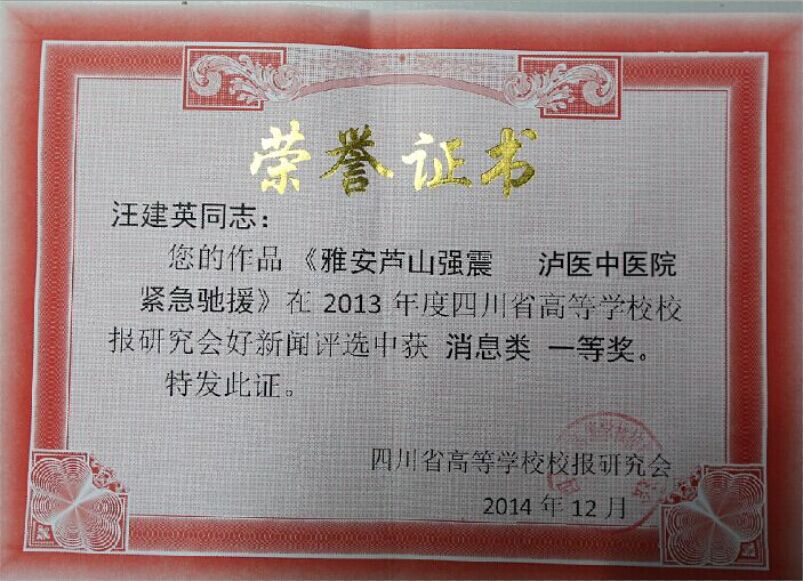 荣誉证书
汪建英同志：
您的作品《雅安芦山强震 泸医中医院
紧急驰援》在 2013 年度四川省高等学校校
报研究会好新闻评选中获 消息类 一等奖。
特发此证。
四川省高等学校校报研究会
2014 年 12 月